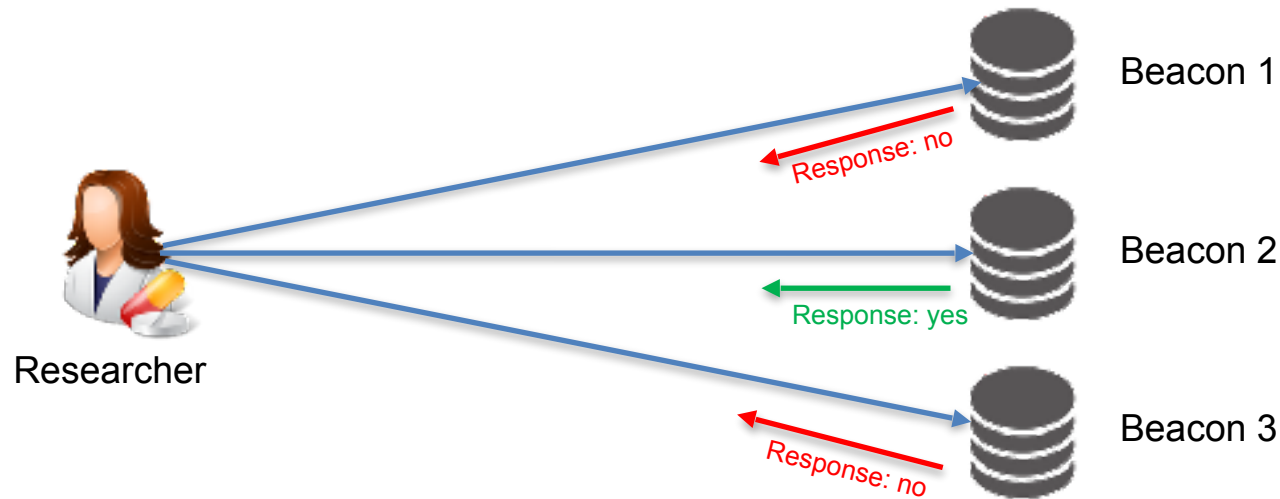 Beacon 1
Response: no
Beacon 2
Response: yes
Researcher
Beacon 3
Response: no